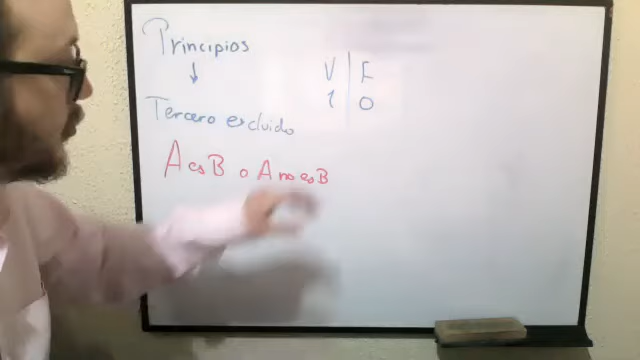 Principios
↓
V | F
1 | 0
Tercero excluido
A es B o A no es B